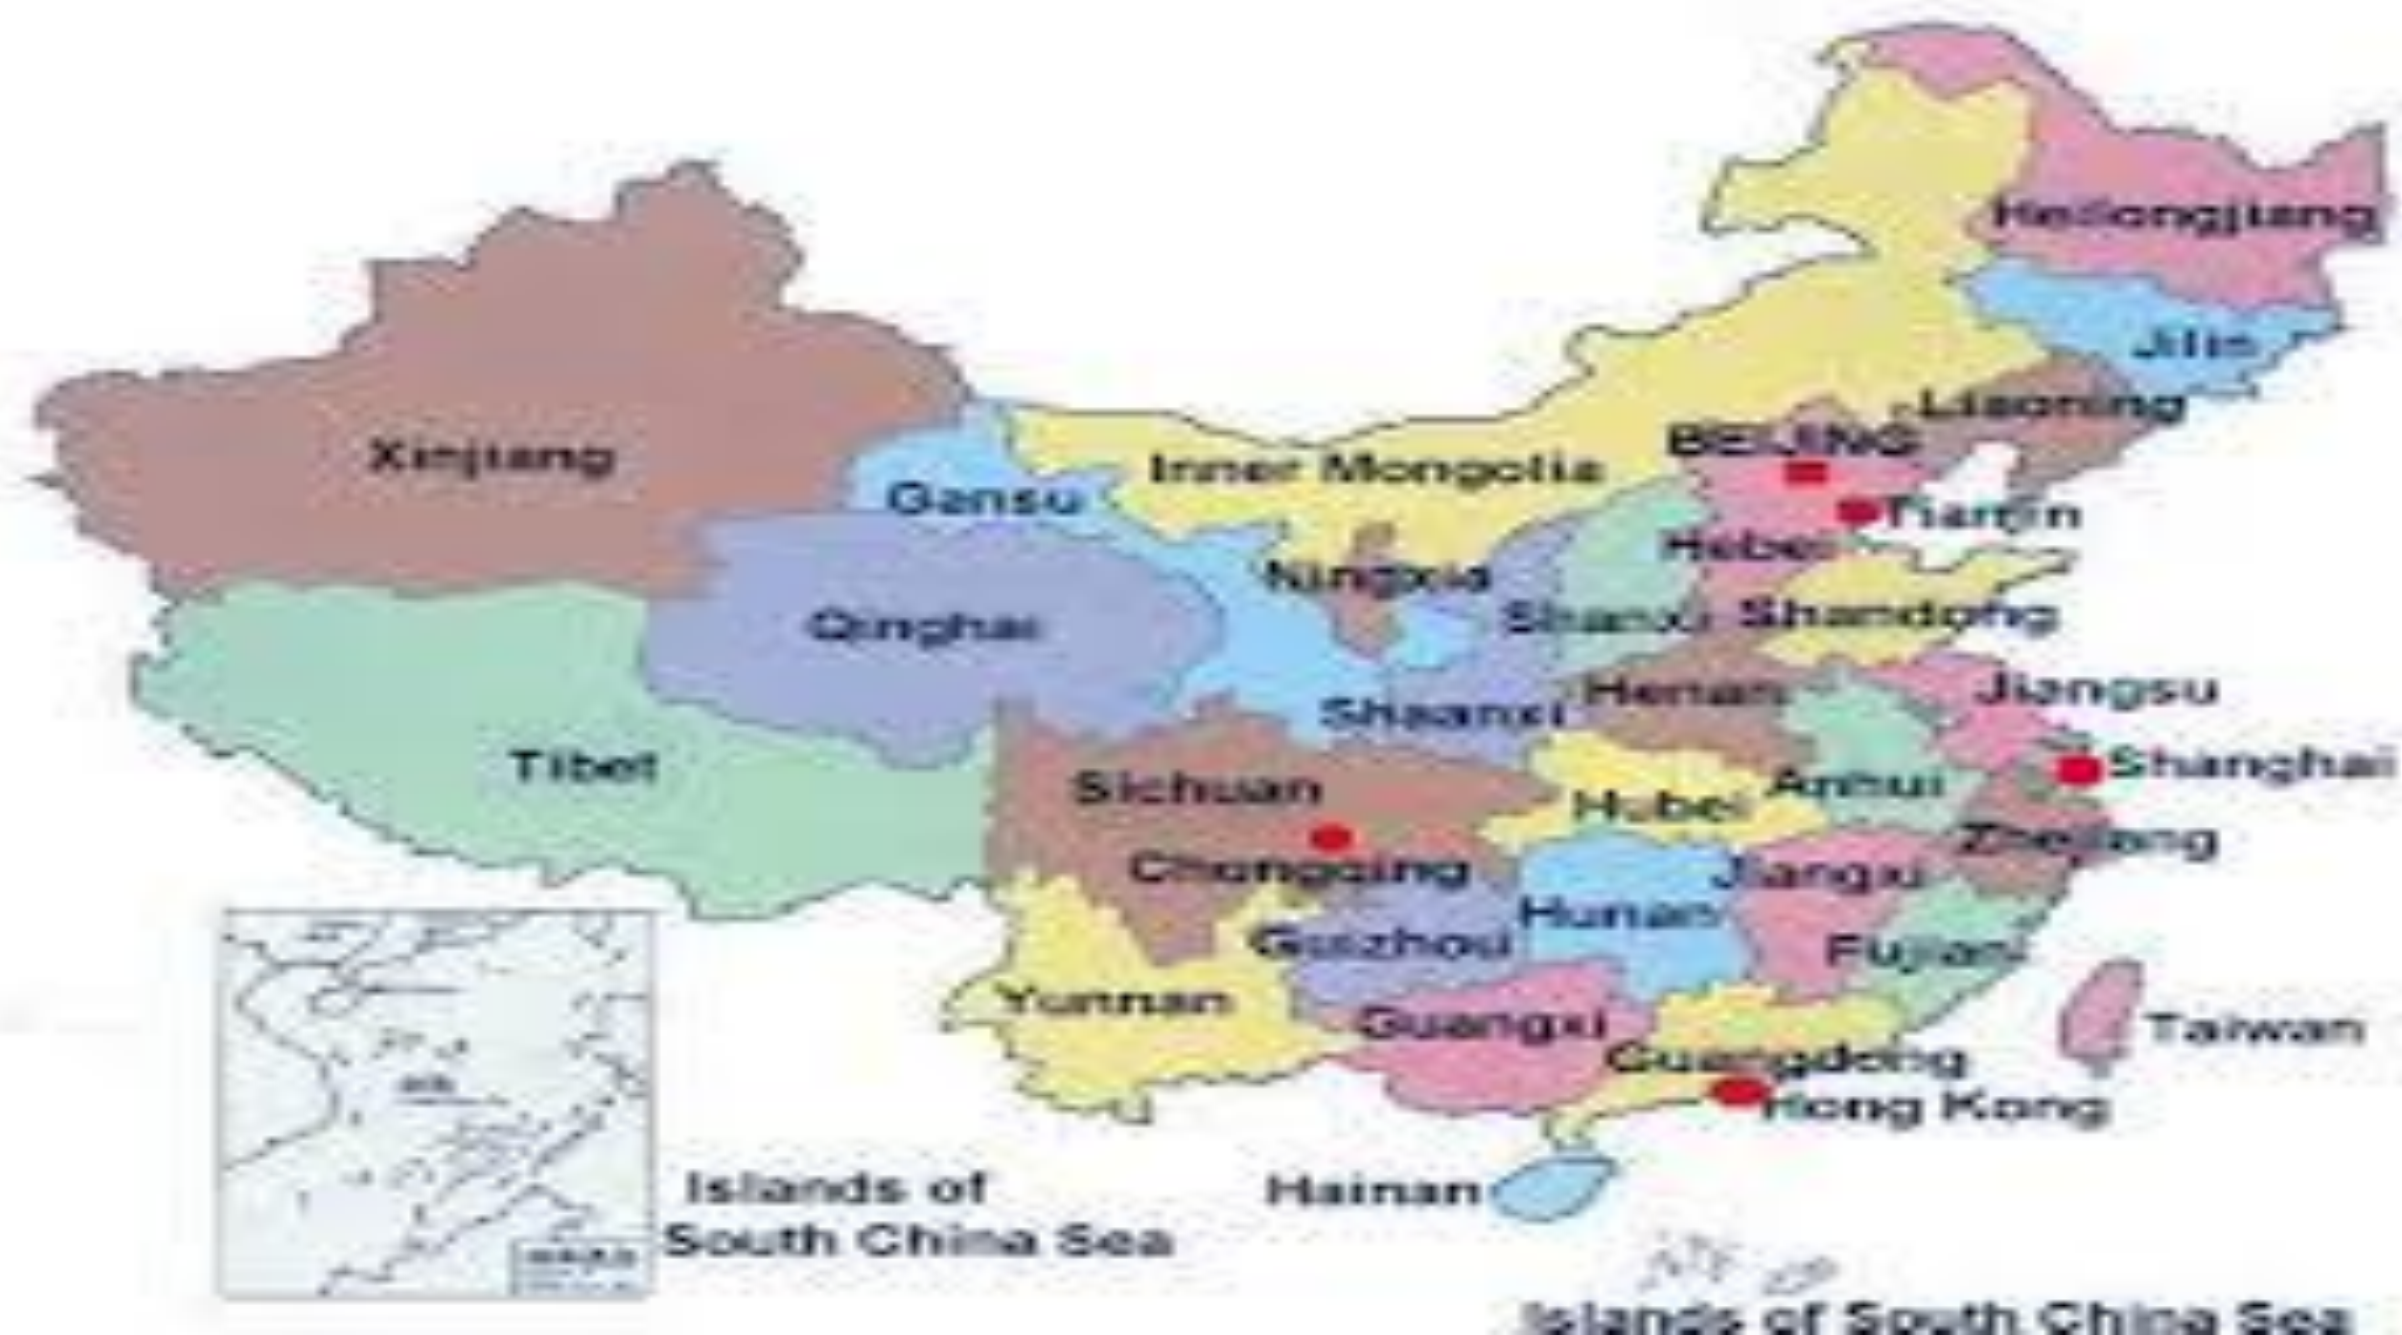 Heilongjiang
Jilin
Liaoning
BEIJING
Xinjiang
Inner Mongolia
Gansu
Tianjin
Hebei
Ningxia
Qinghai
Shanxi
Shandong
Shaanxi
Henan
Jiangsu
Tibet
Shanghai
Sichuan
Anhui
Hubei
Zhejiang
Chongqing
Jiangxi
Hunan
Guizhou
Fujian
Yunnan
Guangxi
Taiwan
Guangdong
Hong Kong
Hainan
Islands of
South China Sea
Islands of South China Sea